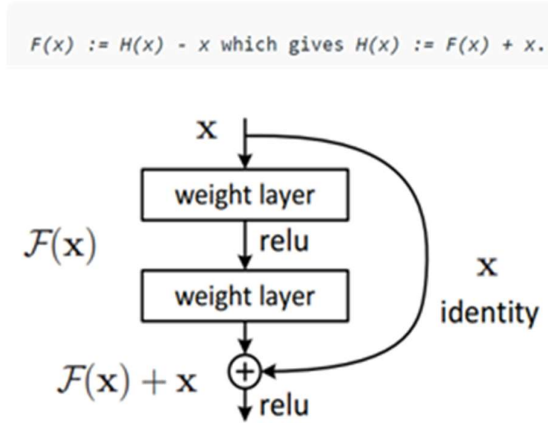 F(x) := H(x) - x which gives H(x) := F(x) + x.
x
weight layer
F(x)
relu
x
weight layer
identity
F(x) + x
relu